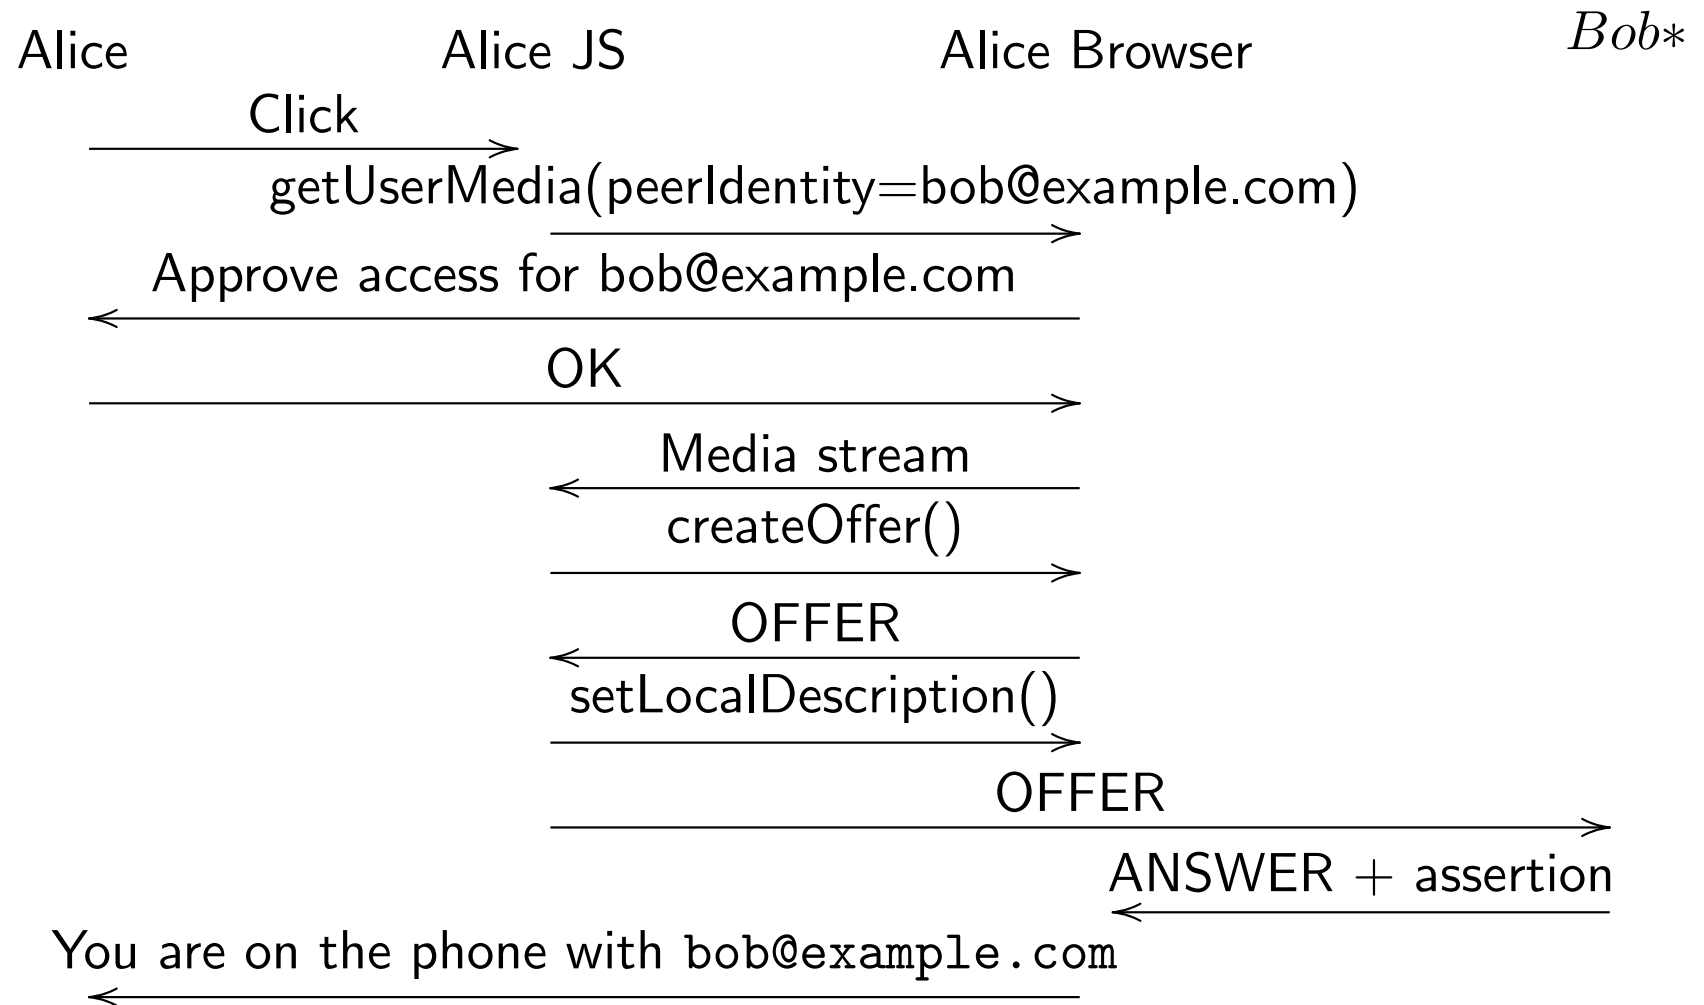 Alice Alice JS Alice Browser Bob*
Click
getUserMedia(peerIdentity=bob@example.com)
Approve access for bob@example.com
OK
Media stream
createOffer()
OFFER
setLocalDescription()
OFFER
ANSWER + assertion
You are on the phone with bob@example.com